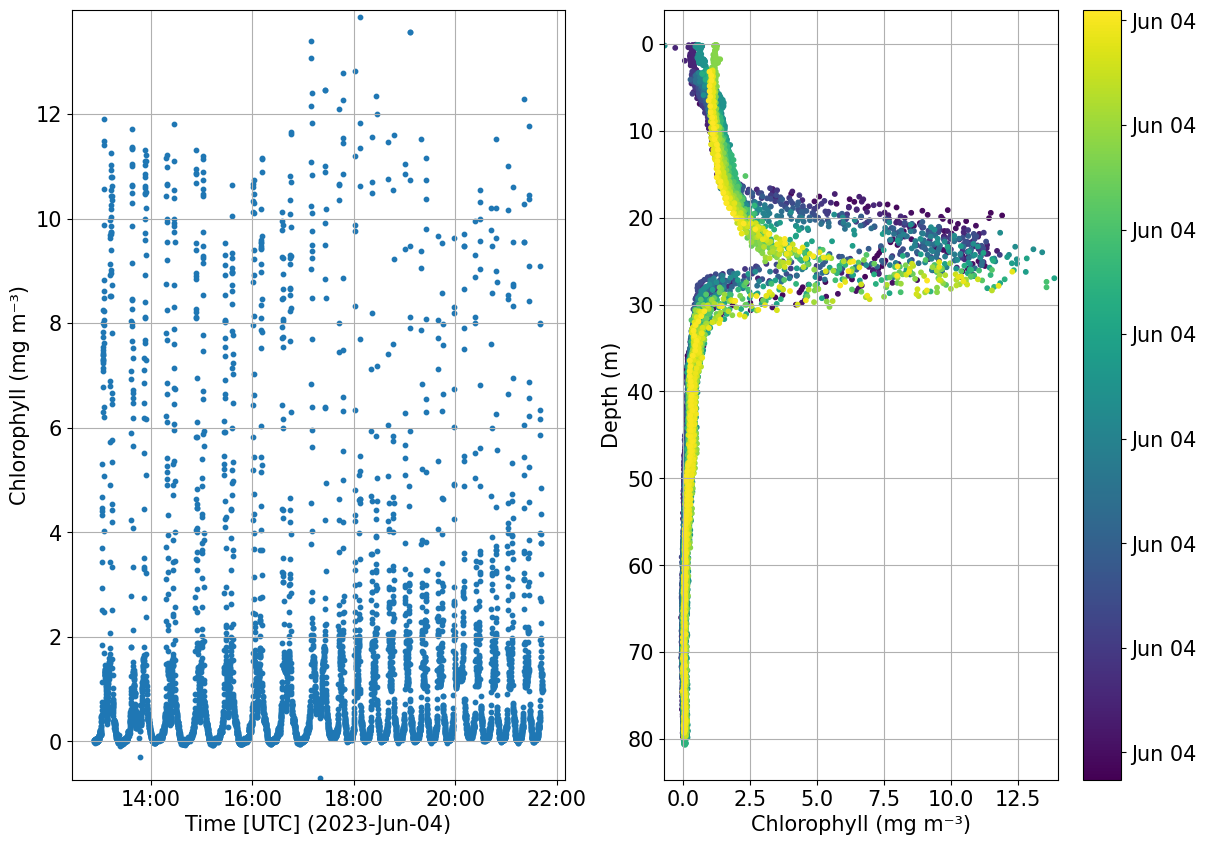 12
10
8
6
4
2
0
Chlorophyll (mg m⁻³)
14:00 16:00 18:00 20:00 22:00
Time [UTC] (2023-Jun-04)
0
10
20
30
40
50
60
70
80
Depth (m)
0.0 2.5 5.0 7.5 10.0 12.5
Chlorophyll (mg m⁻³)
Jun 04
Jun 04
Jun 04
Jun 04
Jun 04
Jun 04
Jun 04
Jun 04